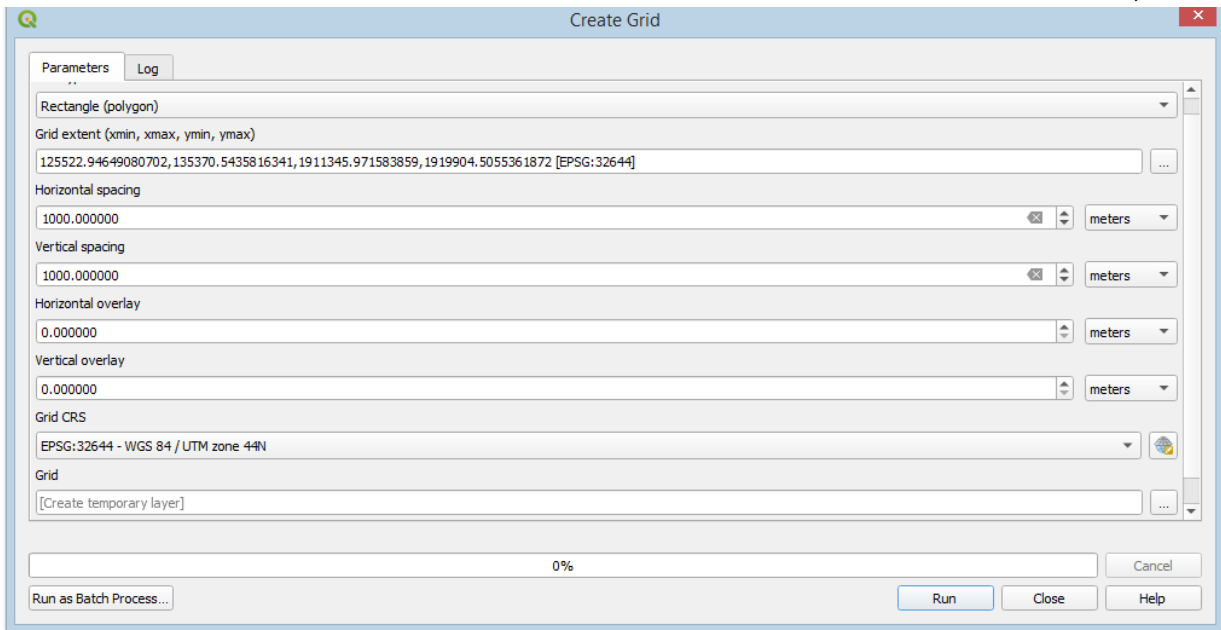 Create Grid
Parameters
Log
Rectangle (polygon)
Grid extent (xmin, xmax, ymin, ymax)
125522.94649080702,135370.5435816341,1911345.971583859,1919904.5055361872 [EPSG:32644]
...
Horizontal spacing
1000.000000
meters
Vertical spacing
1000.000000
meters
Horizontal overlay
0.000000
meters
Vertical overlay
0.000000
meters
Grid CRS
EPSG:32644 - WGS 84 / UTM zone 44N
Grid
[Create temporary layer]
...
0%
Cancel
Run as Batch Process...
Run
Close
Help